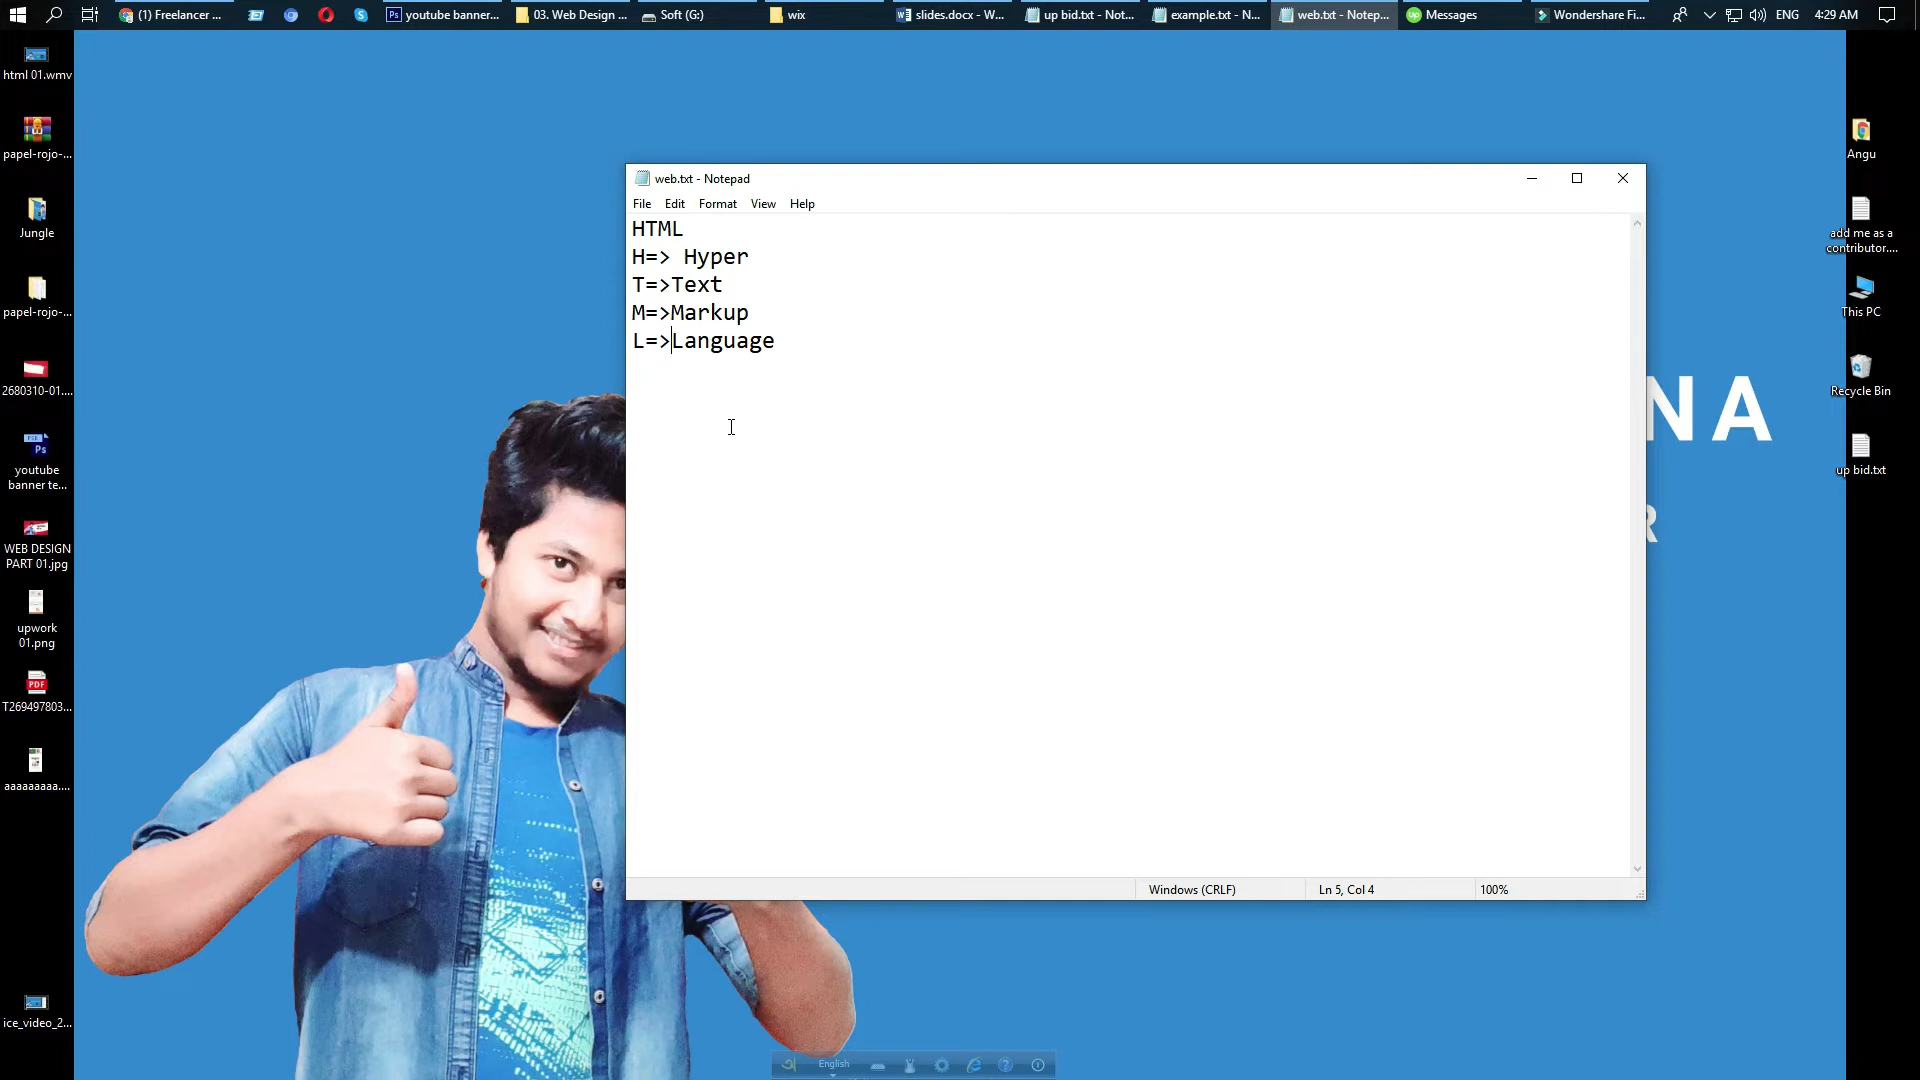 (1) Freelancer ...
youtube banner...
03. Web Design ...
Soft (G:)
wix
slides.docx - W...
up bid.txt - Not...
example.txt - N...
web.txt - Notep...
Up
Messages
Wondershare Fi...
ENG
4:29 AM
html 01.wmv
papel-rojo-...
Jungle
papel-rojo-...
2680310-01....
youtube
banner te...
WEB DESIGN
PART 01.jpg
upwork
01.png
T269497803...
aaaaaaaaa....
ice_video_2...
web.txt - Notepad
File Edit Format View Help
HTML
H=> Hyper
T=>Text
M=>Markup
L=>Language
Windows (CRLF)
Ln 5, Col 4
100%
NA
R
Angu
add me as a
contributor....
This PC
Recycle Bin
up bid.txt
English